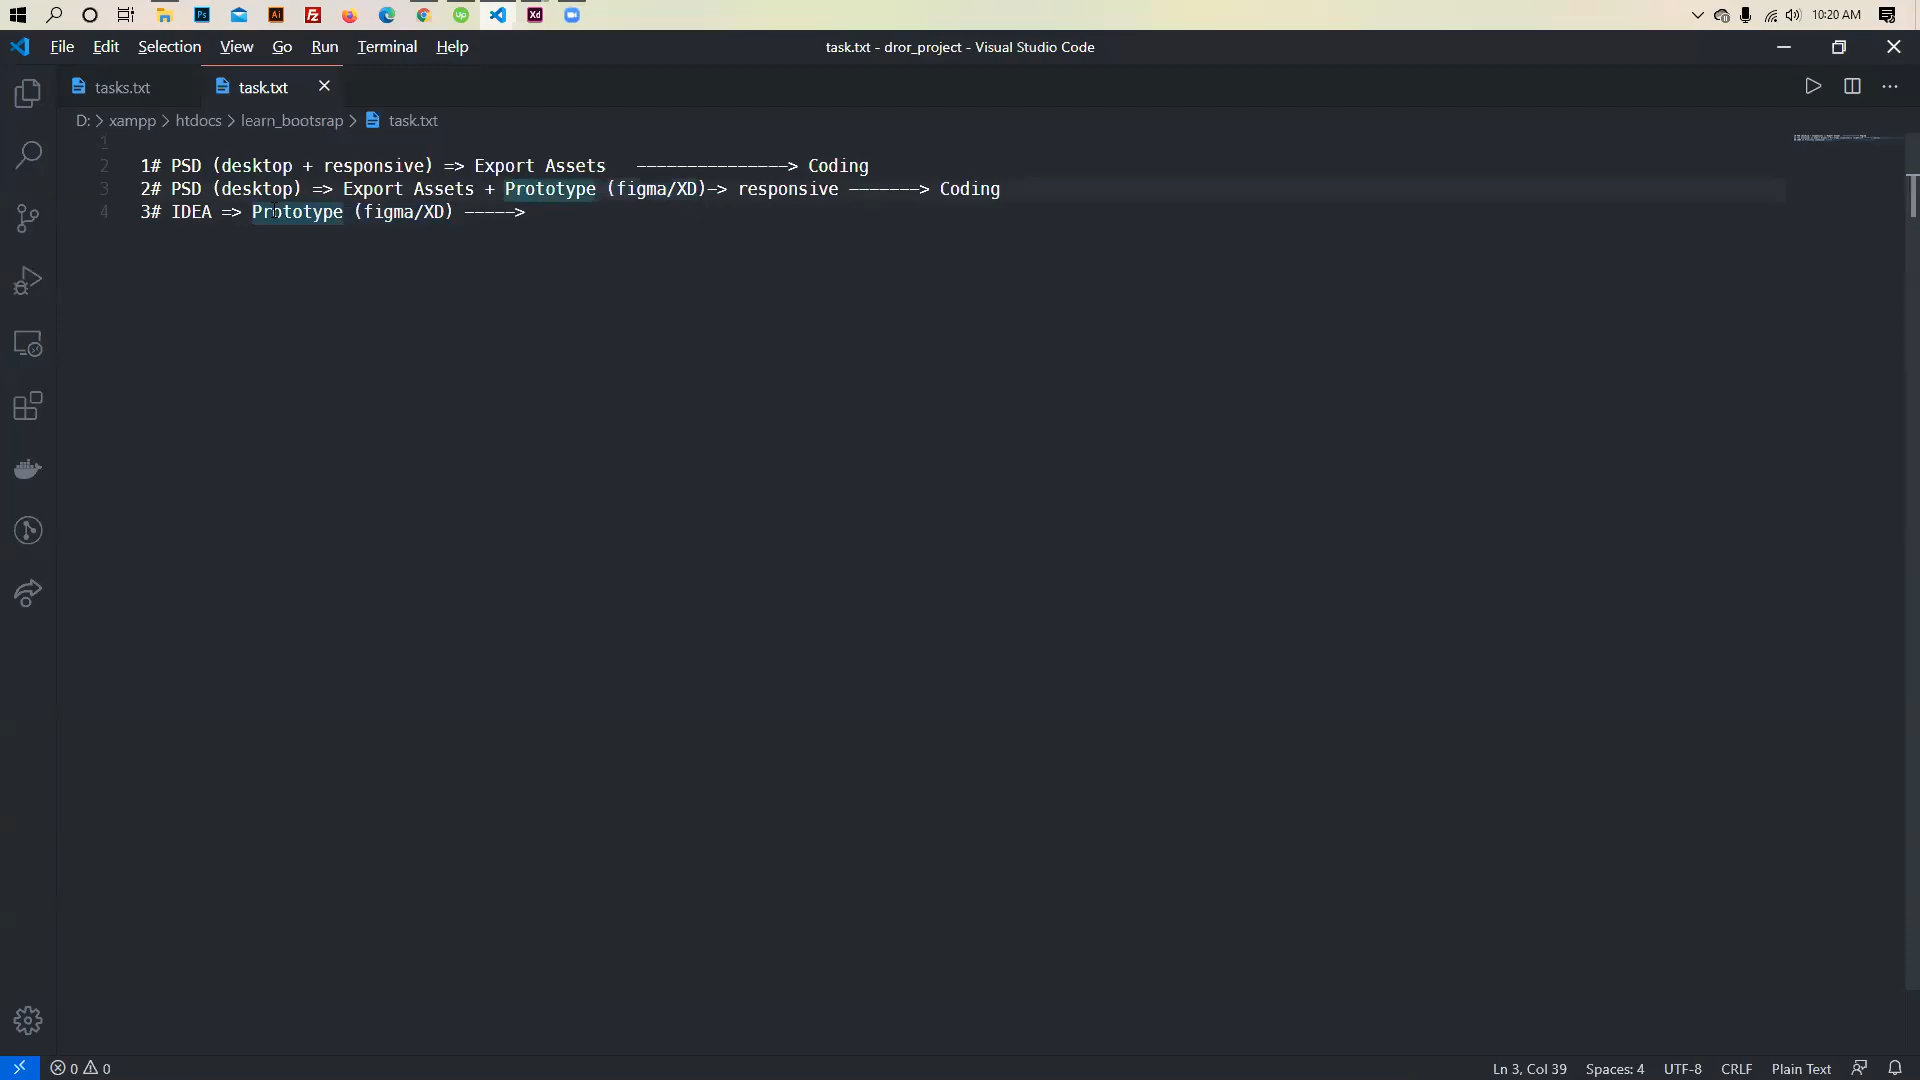 10:20 AM
File Edit Selection View Go Run Terminal Help
task.txt - dror_project - Visual Studio Code
tasks.txt
task.txt
D: > xampp > htdocs > learn_bootsrap > task.txt
1
2 1# PSD (desktop + responsive) => Export Assets ---------------> Coding
3 2# PSD (desktop) => Export Assets + Prototype (figma/XD)-> responsive -------> Coding
4 3# IDEA => Prototype (figma/XD) ----->
0 0
Ln 3, Col 39 Spaces: 4 UTF-8 CRLF Plain Text